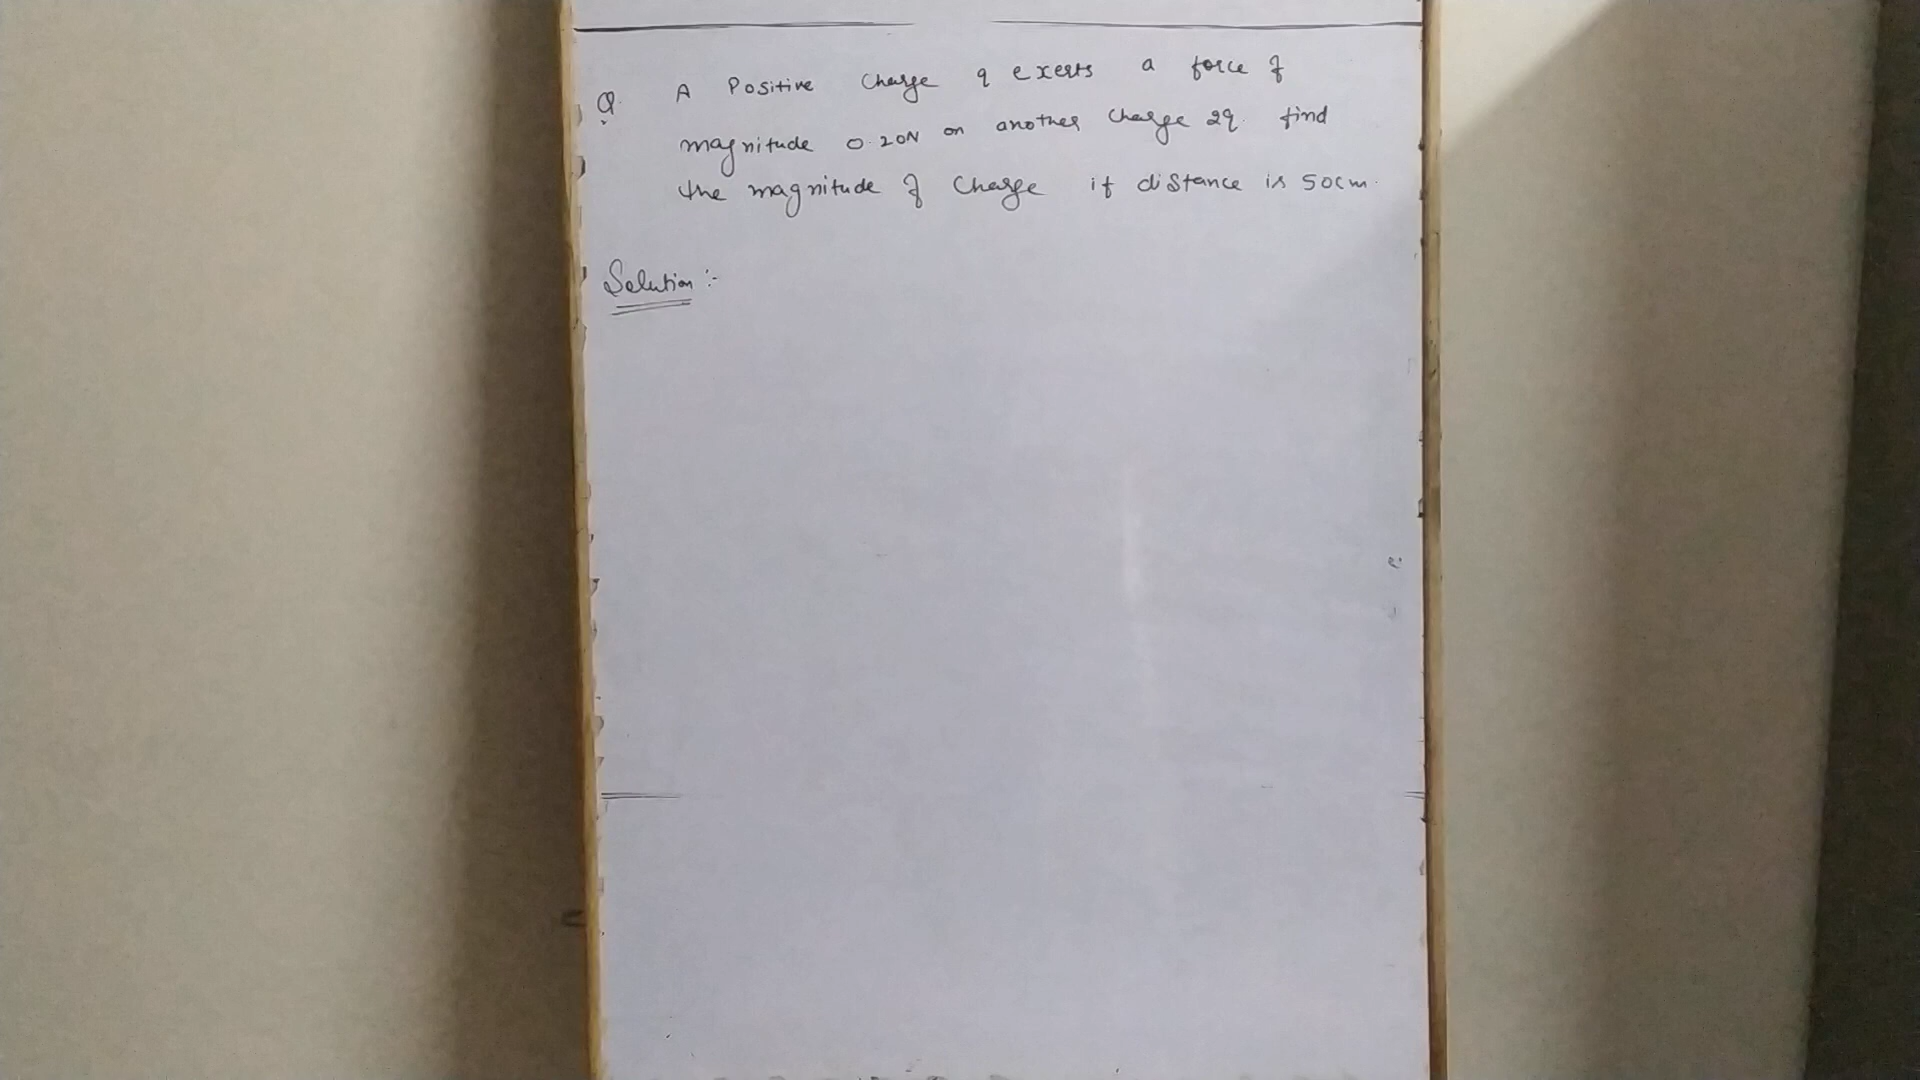 Q. A Positive Charge q exerts a force of
magnitude 0.20N on another charge 2q. find
the magnitude of Charge if distance is 50cm.
Solution :-